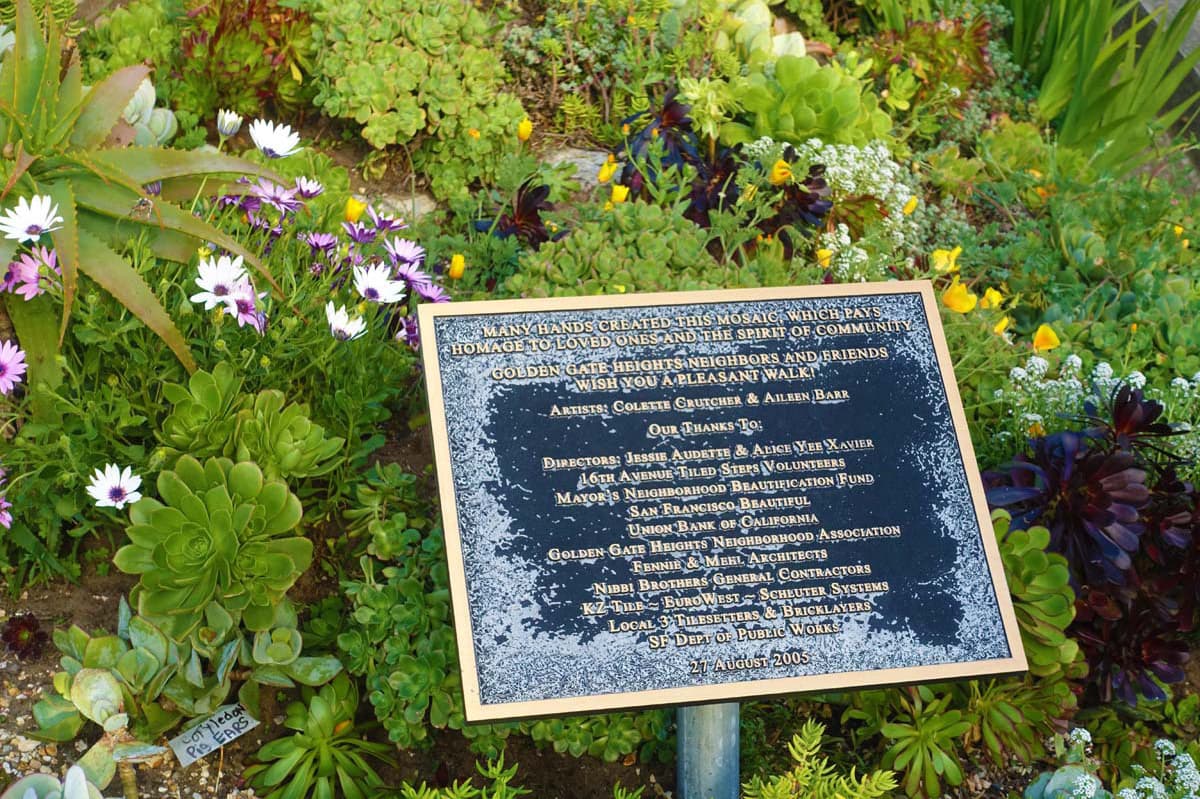 MANY HANDS CREATED THIS MOSAIC, WHICH PAYS
HOMAGE TO LOVED ONES AND THE SPIRIT OF COMMUNITY.
GOLDEN GATE HEIGHTS NEIGHBORS AND FRIENDS
WISH YOU A PLEASANT WALK!
ARTISTS: COLETTE CRUTCHER & AILEEN BARR
OUR THANKS TO:
DIRECTORS: JESSIE AUDETTE & ALICE YEE XAVIER
16TH AVENUE TILED STEPS VOLUNTEERS
MAYOR'S NEIGHBORHOOD BEAUTIFICATION FUND
SAN FRANCISCO BEAUTIFUL
UNION BANK OF CALIFORNIA
GOLDEN GATE HEIGHTS NEIGHBORHOOD ASSOCIATION
FENNIE & MEHL ARCHITECTS
NIBBI BROTHERS GENERAL CONTRACTORS
KZ TILE ~ EUROWEST ~ SCHLUTER SYSTEMS
LOCAL 3 TILESETTERS & BRICKLAYERS
SF DEPT OF PUBLIC WORKS
27 AUGUST 2005
COTYLEDON
PIG EARS